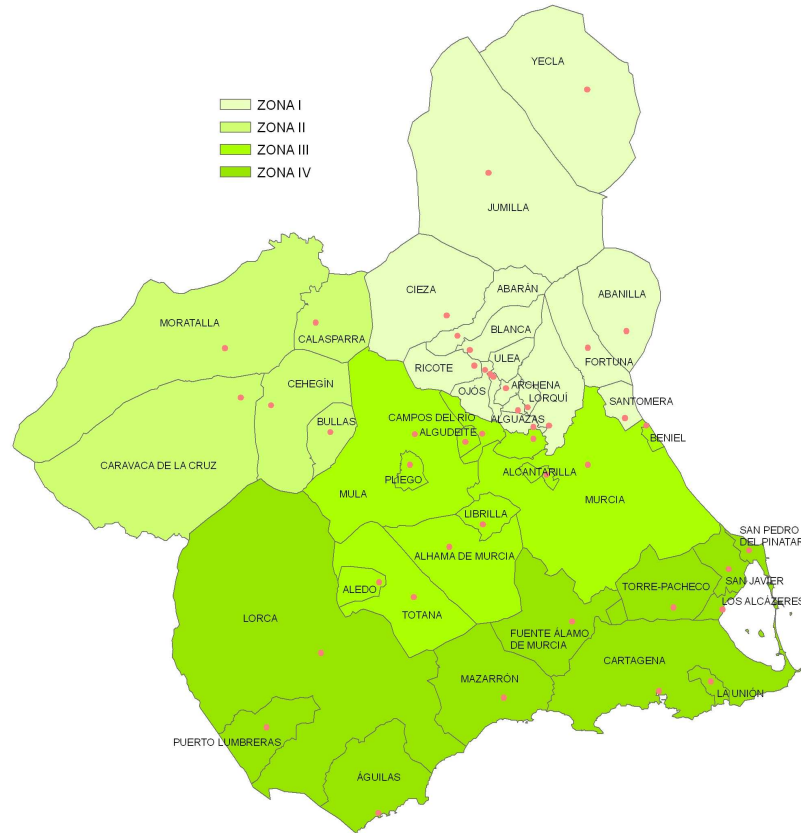 YECLA
ZONA I
ZONA II
ZONA III
ZONA IV
JUMILLA
CIEZA
ABARÁN
ABANILLA
MORATALLA
BLANCA
CALASPARRA
ULEA
FORTUNA
RICOTE
CEHEGÍN
ARCHENA
OJÓS
LORQUÍ
SANTOMERA
CAMPOS DEL RÍO
ALGUAZAS
BULLAS
ALGUDEITE
BENIEL
CARAVACA DE LA CRUZ
ALCANTARILLA
PLIEGO
MULA
MURCIA
LIBRILLA
SAN PEDRO
DEL PINATAR
ALHAMA DE MURCIA
SAN JAVIER
ALEDO
TORRE-PACHECO
LOS ALCÁZERES
TOTANA
LORCA
FUENTE ÁLAMO
DE MURCIA
CARTAGENA
MAZARRÓN
LA UNIÓN
PUERTO LUMBRERAS
ÁGUILAS